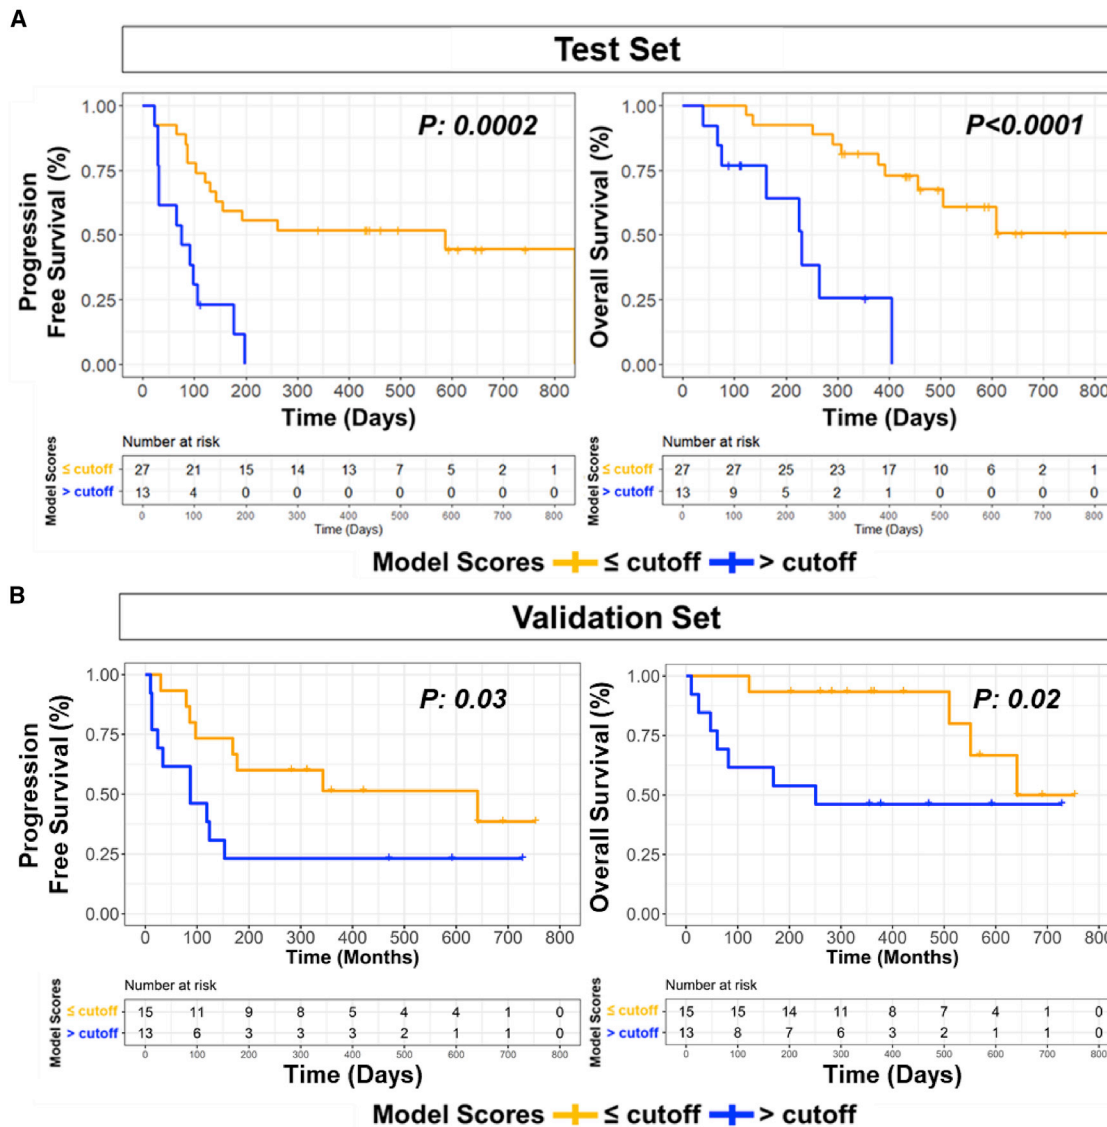 A
Test Set
Progression
Free Survival (%)
1.00
0.75
0.50
0.25
0.00
P: 0.0002
0 100 200 300 400 500 600 700 800
Time (Days)
Overall Survival (%)
1.00
0.75
0.50
0.25
0.00
P<0.0001
0 100 200 300 400 500 600 700 800
Time (Days)
Model Scores
Number at risk
≤ cutoff 27 21 15 14 13 7 5 2 1
> cutoff 13 4 0 0 0 0 0 0 0
0 100 200 300 400 500 600 700 800
Time (Days)
Model Scores
Number at risk
≤ cutoff 27 27 25 23 17 10 6 2 1
> cutoff 13 9 5 2 1 0 0 0 0
0 100 200 300 400 500 600 700 800
Time (Days)
Model Scores ≤ cutoff > cutoff
B
Validation Set
Progression
Free Survival (%)
1.00
0.75
0.50
0.25
0.00
P: 0.03
0 100 200 300 400 500 600 700 800
Time (Months)
Overall Survival (%)
1.00
0.75
0.50
0.25
0.00
P: 0.02
0 100 200 300 400 500 600 700 800
Time (Months)
Model Scores
Number at risk
≤ cutoff 15 11 9 8 5 4 4 1 0
> cutoff 13 6 3 3 3 2 1 1 0
0 100 200 300 400 500 600 700 800
Time (Days)
Model Scores
Number at risk
≤ cutoff 15 15 14 11 8 7 4 1 0
> cutoff 13 8 7 6 3 2 1 1 0
0 100 200 300 400 500 600 700 800
Time (Days)
Model Scores ≤ cutoff > cutoff